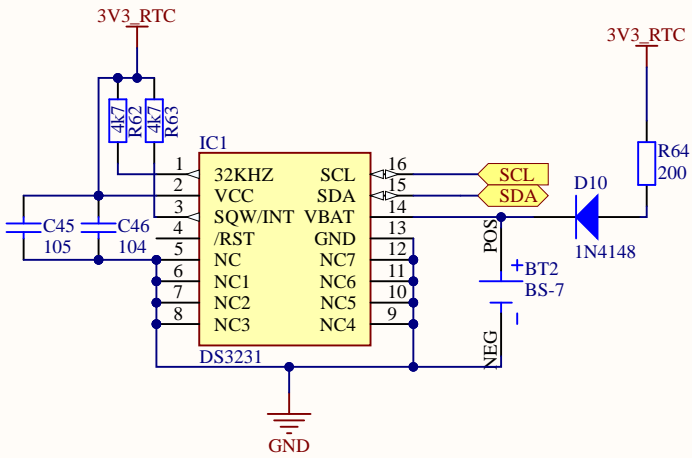 3V3_RTC
3V3_RTC
4k7
R62
4k7
R63
IC1
1
32KHZ
SCL
16
SCL
2
VCC
SDA
15
SDA
3
SQW/INT
VBAT
14
4
/RST
GND
13
5
NC
NC7
12
6
NC1
NC6
11
7
NC2
NC5
10
8
NC3
NC4
9
DS3231
C45
105
C46
104
R64
200
D10
1N4148
POS
+
BT2
BS-7
NEG
GND